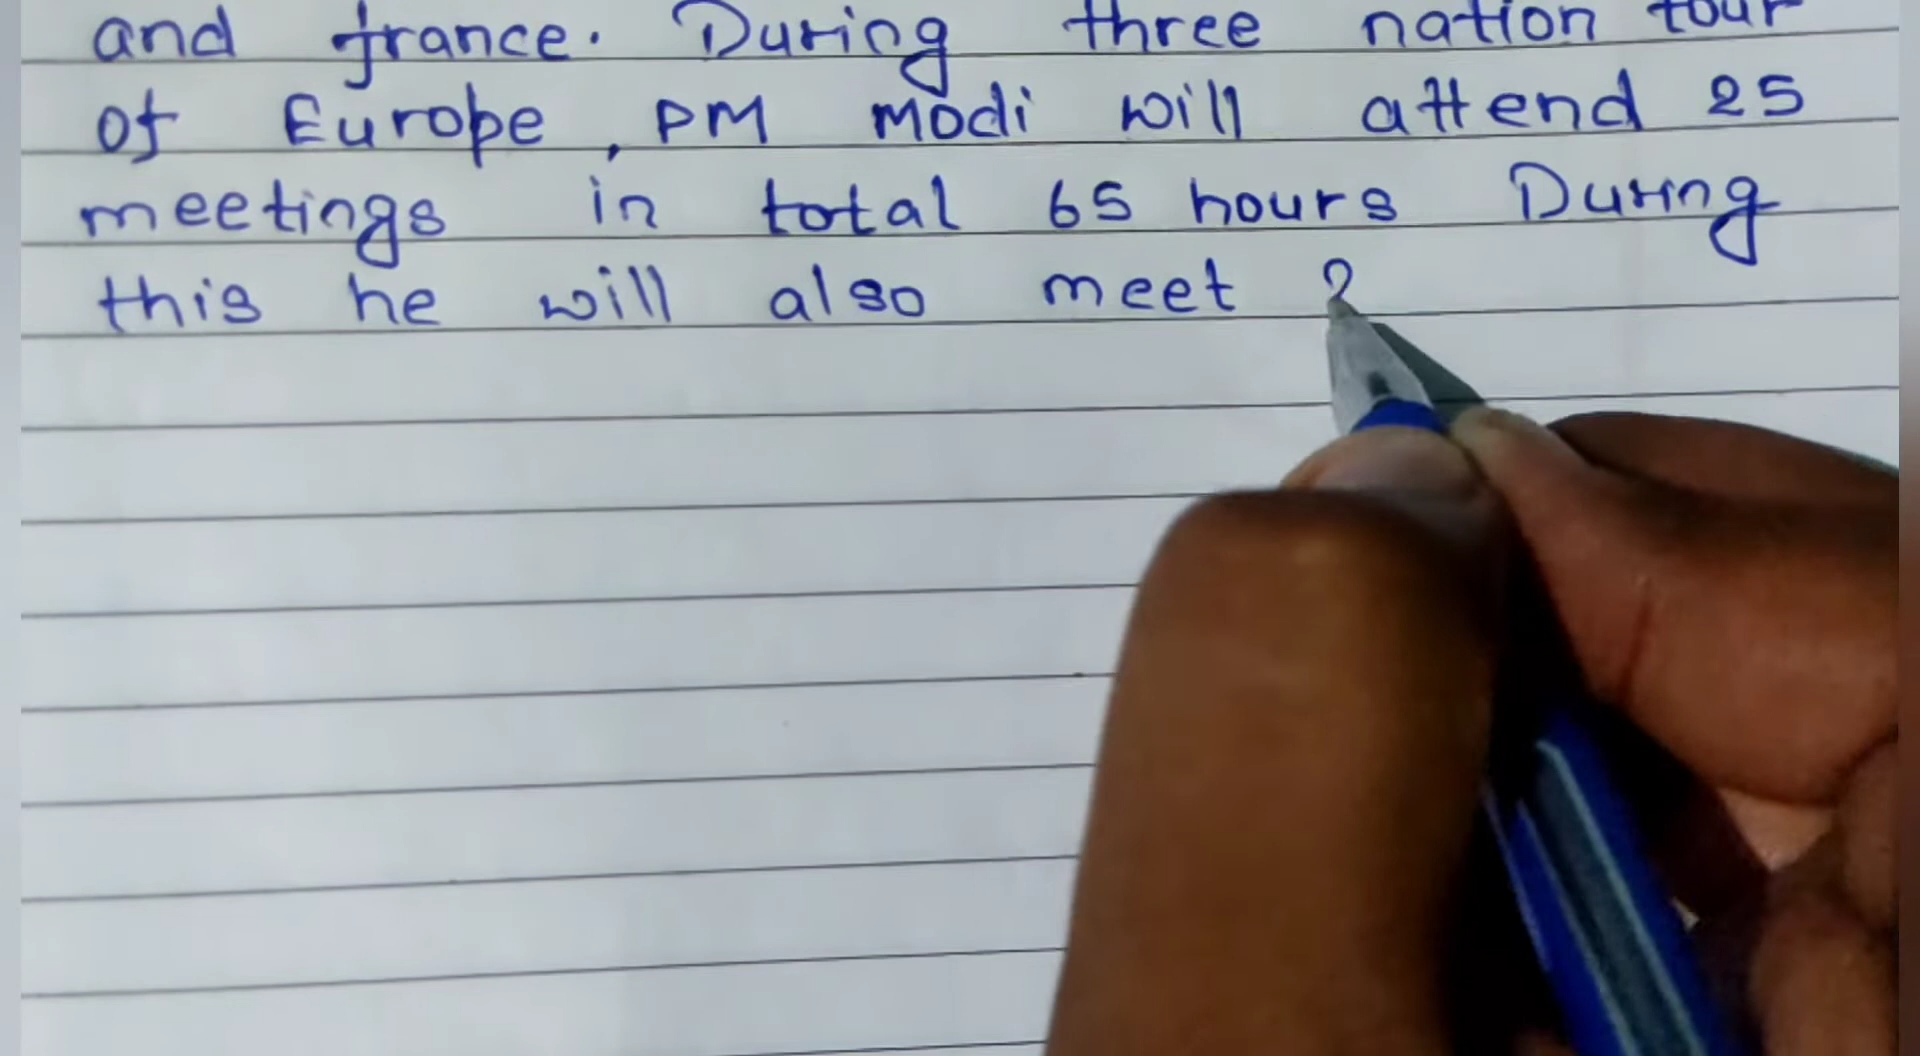 and france. During three nation tour
of Europe, PM Modi will attend 25
meetings in total 65 hours During
this he will also meet